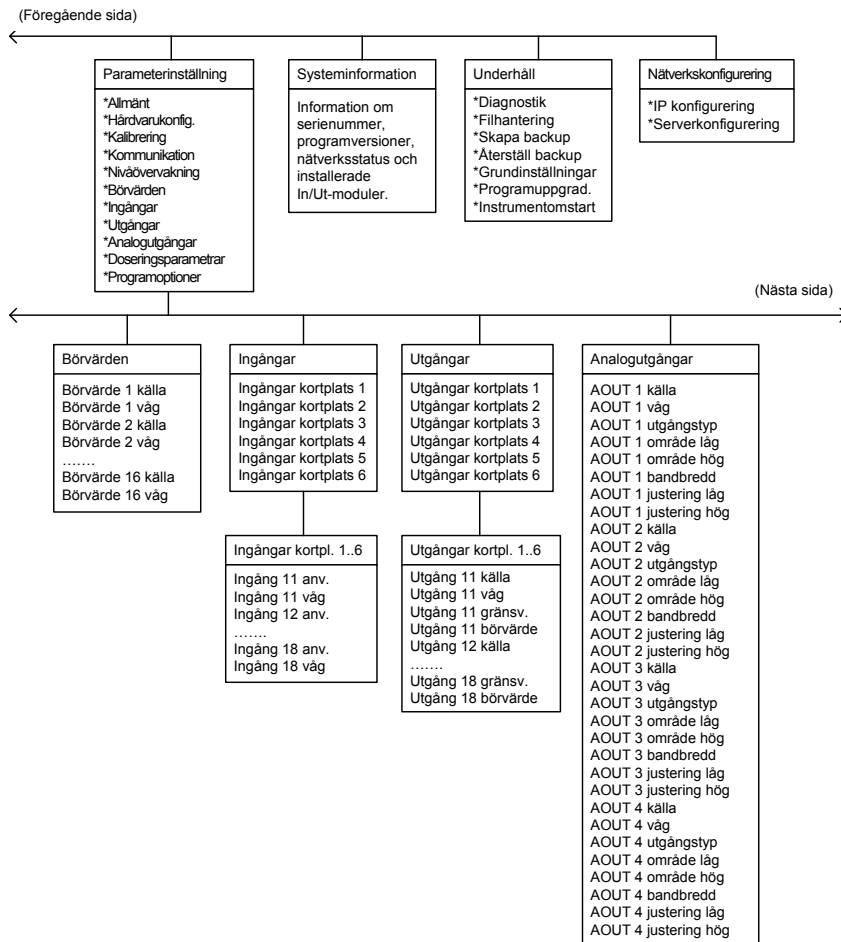 (Föregående sida)
Parameterinställning
*Allmänt
*Hårdvarukonfig.
*Kalibrering
*Kommunikation
*Nivåövervakning
*Börvärden
*Ingångar
*Utgångar
*Analogutgångar
*Doseringsparametrar
*Programoptioner
Systeminformation
Information om
serienummer,
programversioner,
nätverksstatus och
installerade
In/Ut-moduler.
Underhåll
*Diagnostik
*Filhantering
*Skapa backup
*Återställ backup
*Grundinställningar
*Programuppgrad.
*Instrumentomstart
Nätverkskonfigurering
*IP konfigurering
*Serverkonfigurering
(Nästa sida)
Börvärden
Börvärde 1 källa
Börvärde 1 våg
Börvärde 2 källa
Börvärde 2 våg
…….
Börvärde 16 källa
Börvärde 16 våg
Ingångar
Ingångar kortplats 1
Ingångar kortplats 2
Ingångar kortplats 3
Ingångar kortplats 4
Ingångar kortplats 5
Ingångar kortplats 6
Utgångar
Utgångar kortplats 1
Utgångar kortplats 2
Utgångar kortplats 3
Utgångar kortplats 4
Utgångar kortplats 5
Utgångar kortplats 6
Ingångar kortpl. 1..6
Ingång 11 anv.
Ingång 11 våg
Ingång 12 anv.
…….
Ingång 18 anv.
Ingång 18 våg
Utgångar kortpl. 1..6
Utgång 11 källa
Utgång 11 våg
Utgång 11 gränsv.
Utgång 11 börvärde
Utgång 12 källa
…….
Utgång 18 gränsv.
Utgång 18 börvärde
Analogutgångar
AOUT 1 källa
AOUT 1 våg
AOUT 1 utgångstyp
AOUT 1 område låg
AOUT 1 område hög
AOUT 1 bandbredd
AOUT 1 justering låg
AOUT 1 justering hög
AOUT 2 källa
AOUT 2 våg
AOUT 2 utgångstyp
AOUT 2 område låg
AOUT 2 område hög
AOUT 2 bandbredd
AOUT 2 justering låg
AOUT 2 justering hög
AOUT 3 källa
AOUT 3 våg
AOUT 3 utgångstyp
AOUT 3 område låg
AOUT 3 område hög
AOUT 3 bandbredd
AOUT 3 justering låg
AOUT 3 justering hög
AOUT 4 källa
AOUT 4 våg
AOUT 4 utgångstyp
AOUT 4 område låg
AOUT 4 område hög
AOUT 4 bandbredd
AOUT 4 justering låg
AOUT 4 justering hög